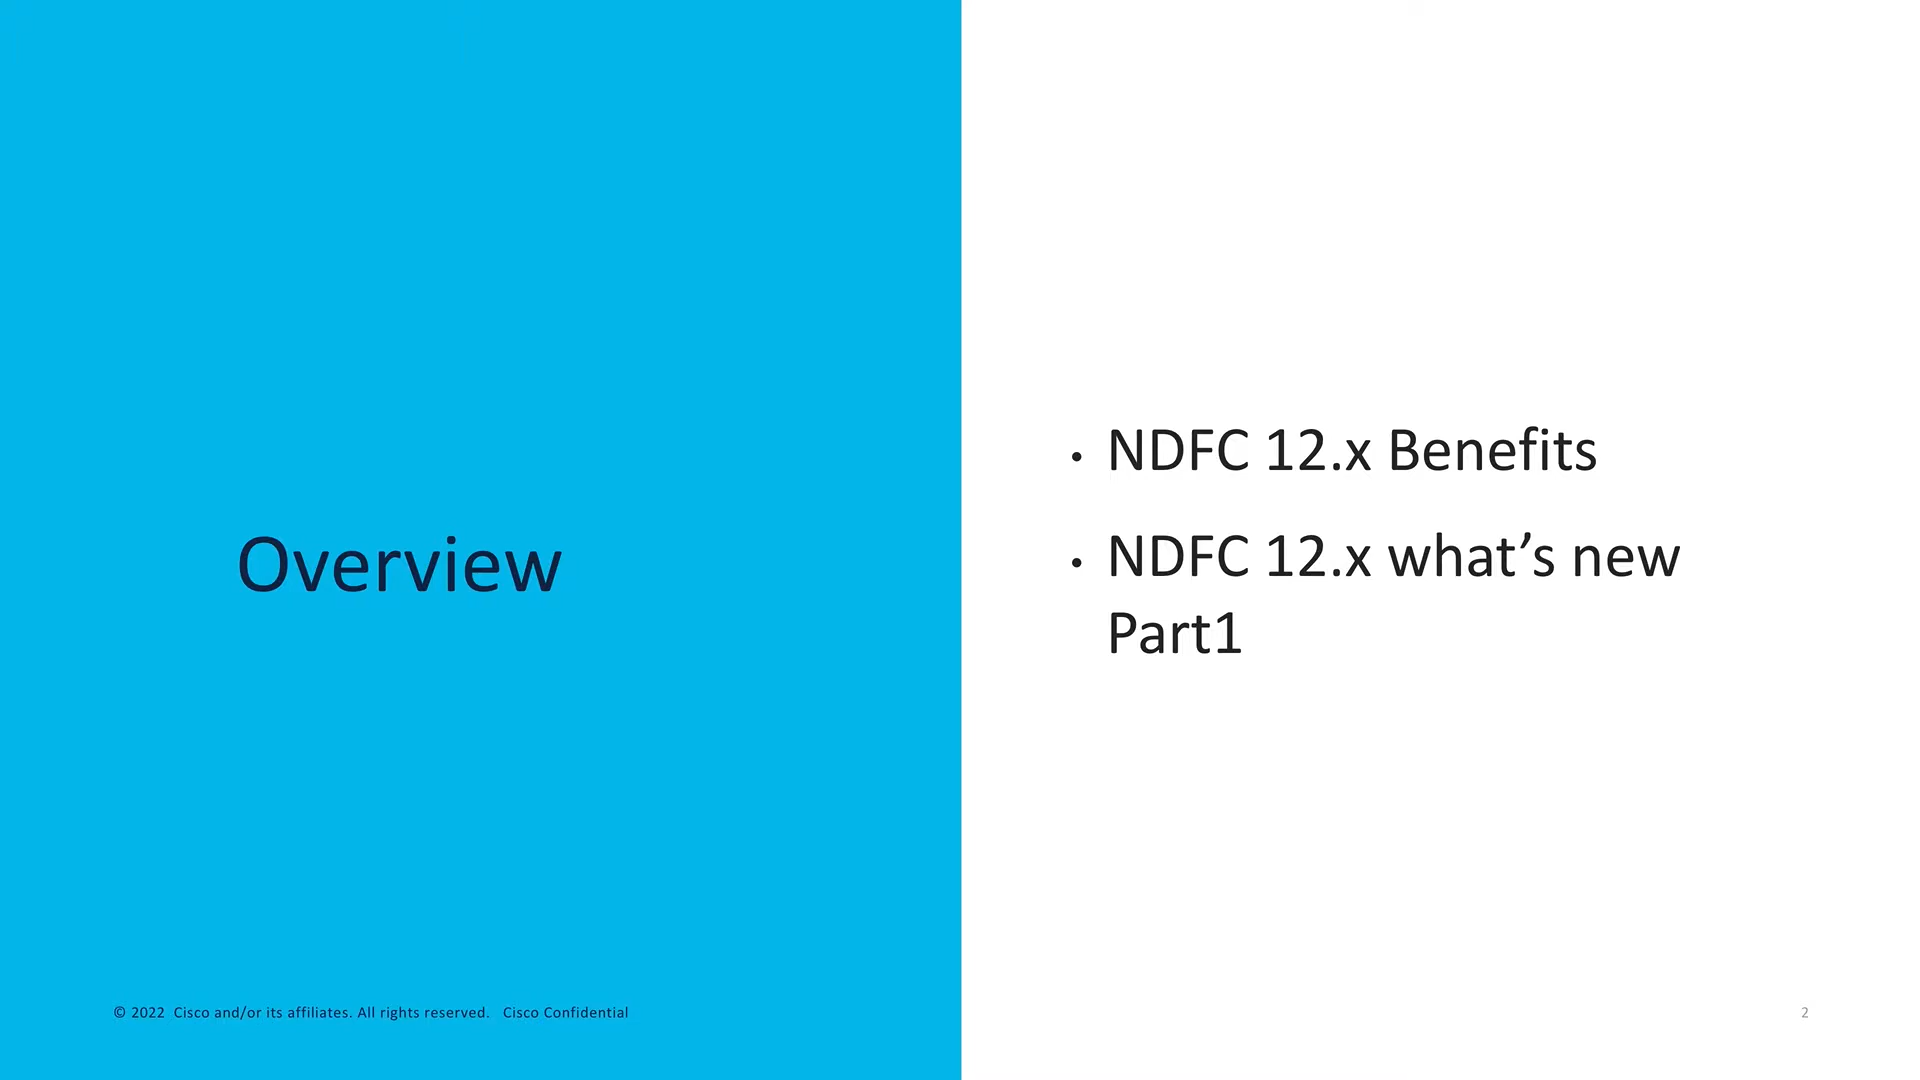 Overview
• NDFC 12.x Benefits
• NDFC 12.x what’s new
Part1
© 2022 Cisco and/or its affiliates. All rights reserved. Cisco Confidential
2